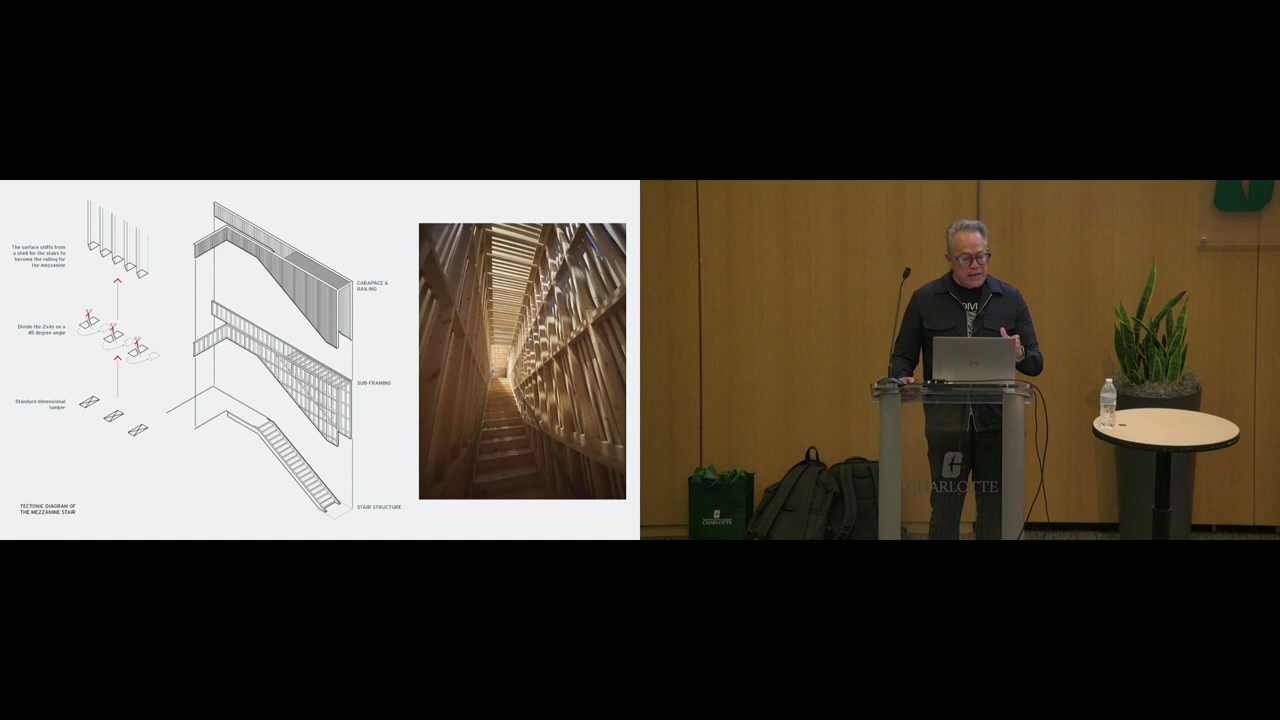 The surface shifts from
a shell for the stairs to
become the railing for
the mezzanine
Divide the 2x4s on a
45 degree angle
Standard dimensional
lumber
TECTONIC DIAGRAM OF
THE MEZZANINE STAIR
CARAPACE &
RAILING
SUB-FRAMING
STAIR STRUCTURE
DIVI
CHARLOTTE
CHARLOTTE